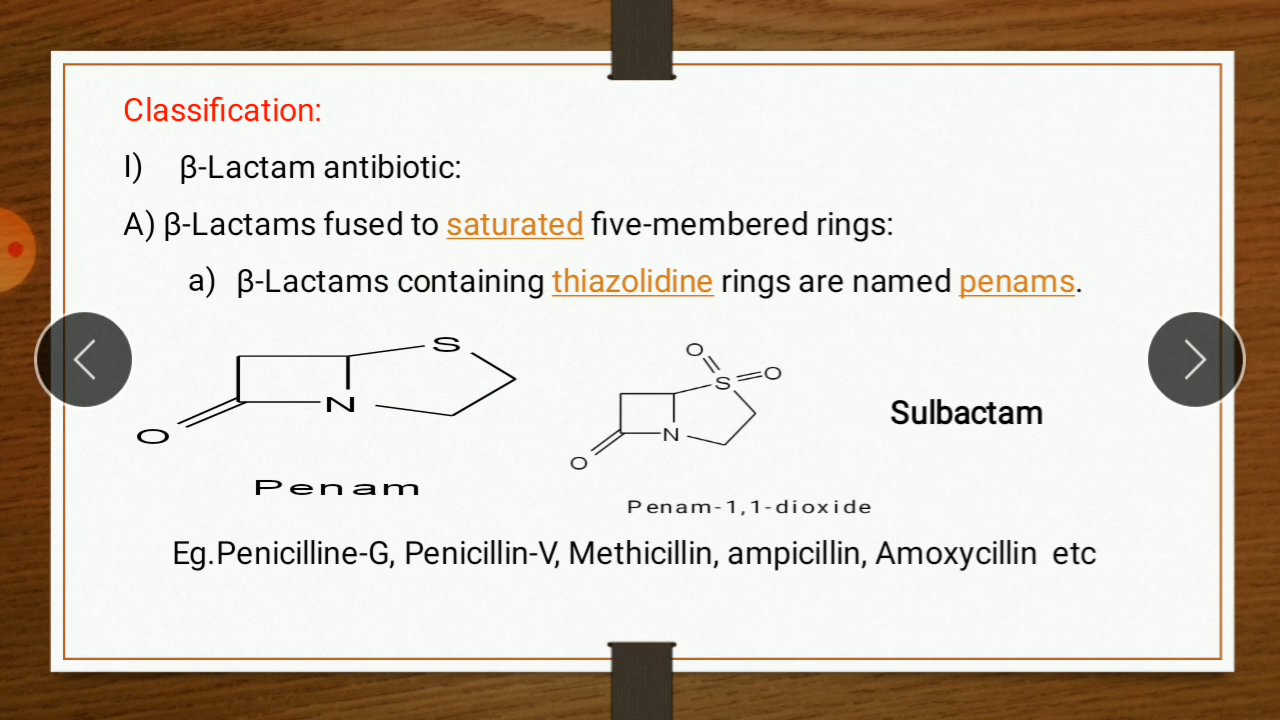 Classification:
I) β-Lactam antibiotic:
A) β-Lactams fused to saturated five-membered rings:
a) β-Lactams containing thiazolidine rings are named penams.
S
N
O
Penam
O
S
O
N
O
Penam-1,1-dioxide
Sulbactam
Eg.Penicilline-G, Penicillin-V, Methicillin, ampicillin, Amoxycillin etc